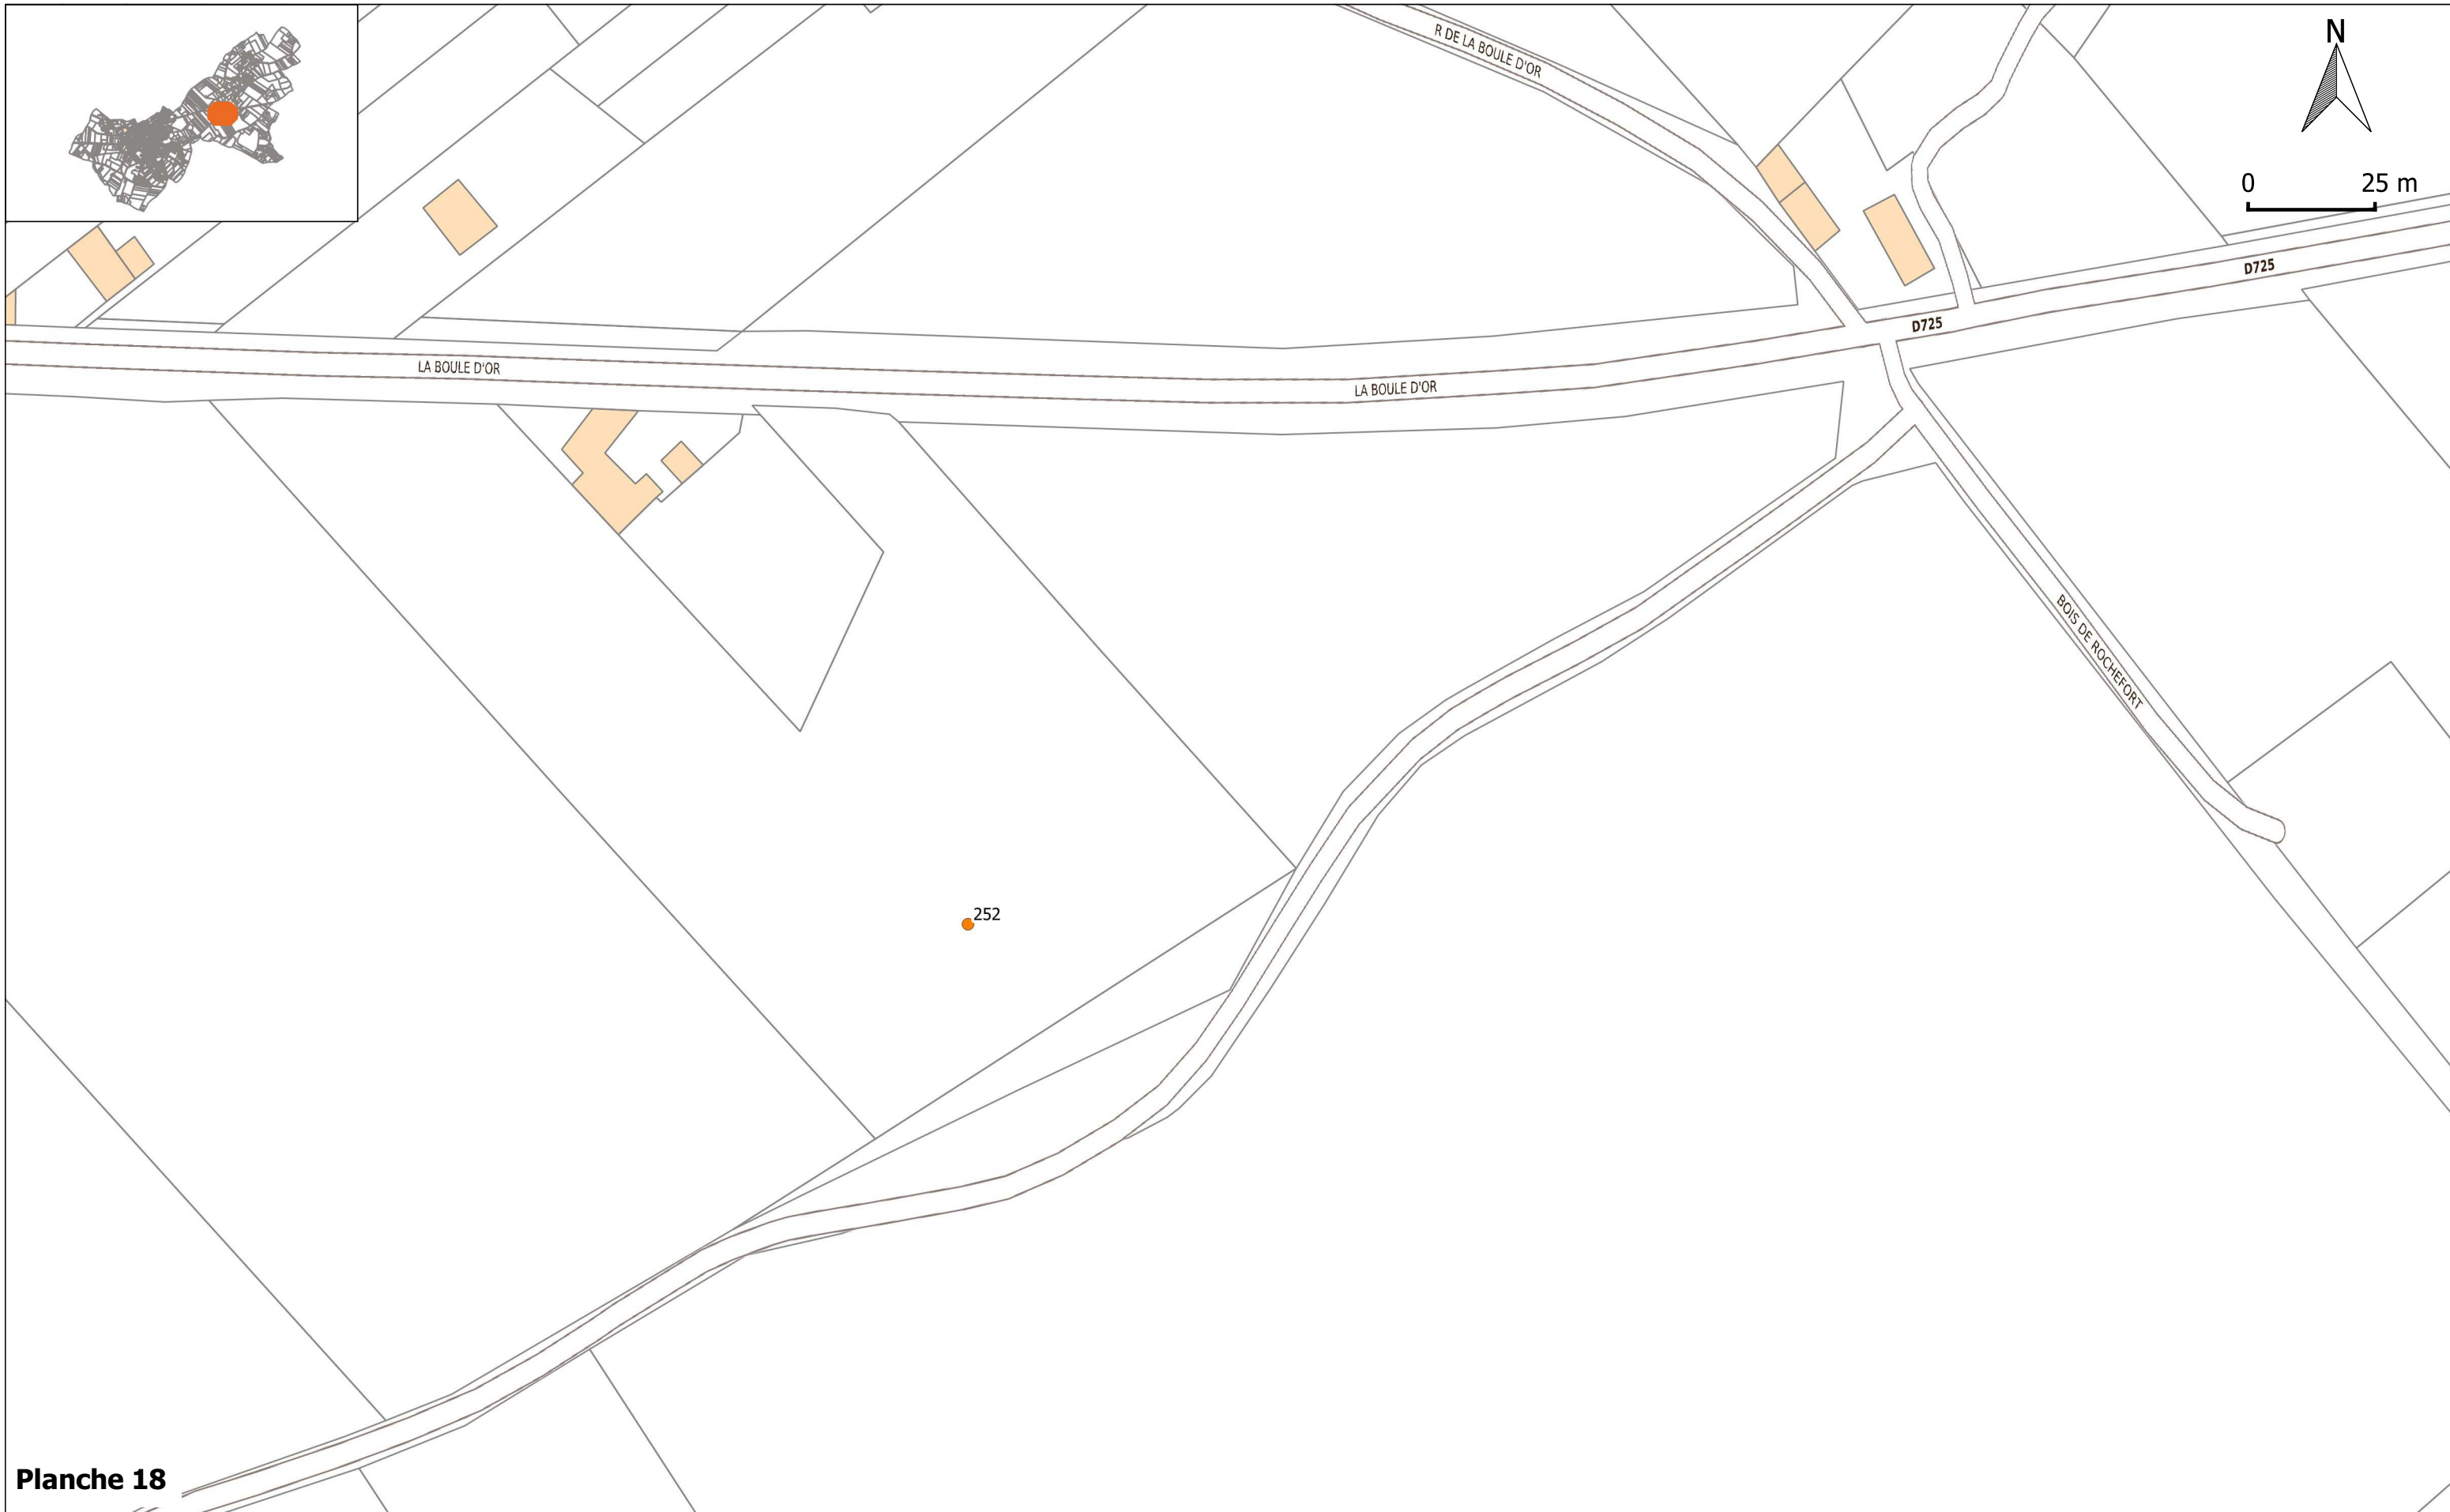 R DE LA BOULE D'OR
N
0 25 m
D725
D725
LA BOULE D'OR
LA BOULE D'OR
BOIS DE ROCHEFORT
252
Planche 18